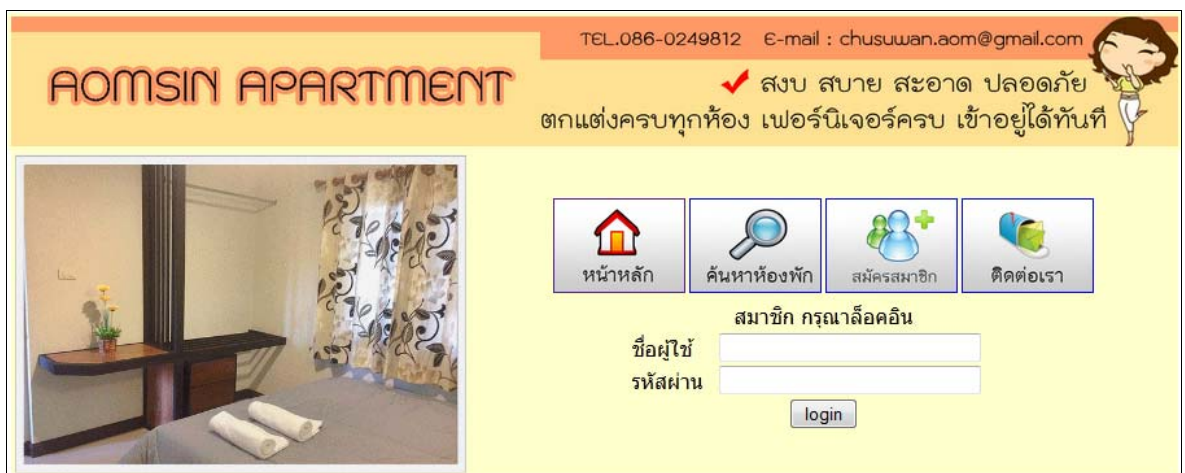 TEL.086-0249812 E-mail : chusuwan.aom@gmail.com
AOMSIN APARTMENT
สงบ สบาย สะอาด ปลอดภัย
ตกแต่งครบทุกห้อง เฟอร์นิเจอร์ครบ เข้าอยู่ได้ทันที
หน้าหลัก ค้นหาห้องพัก สมัครสมาชิก ติดต่อเรา
สมาชิก กรุณาล็อคอิน
ชื่อผู้ใช้
รหัสผ่าน
login